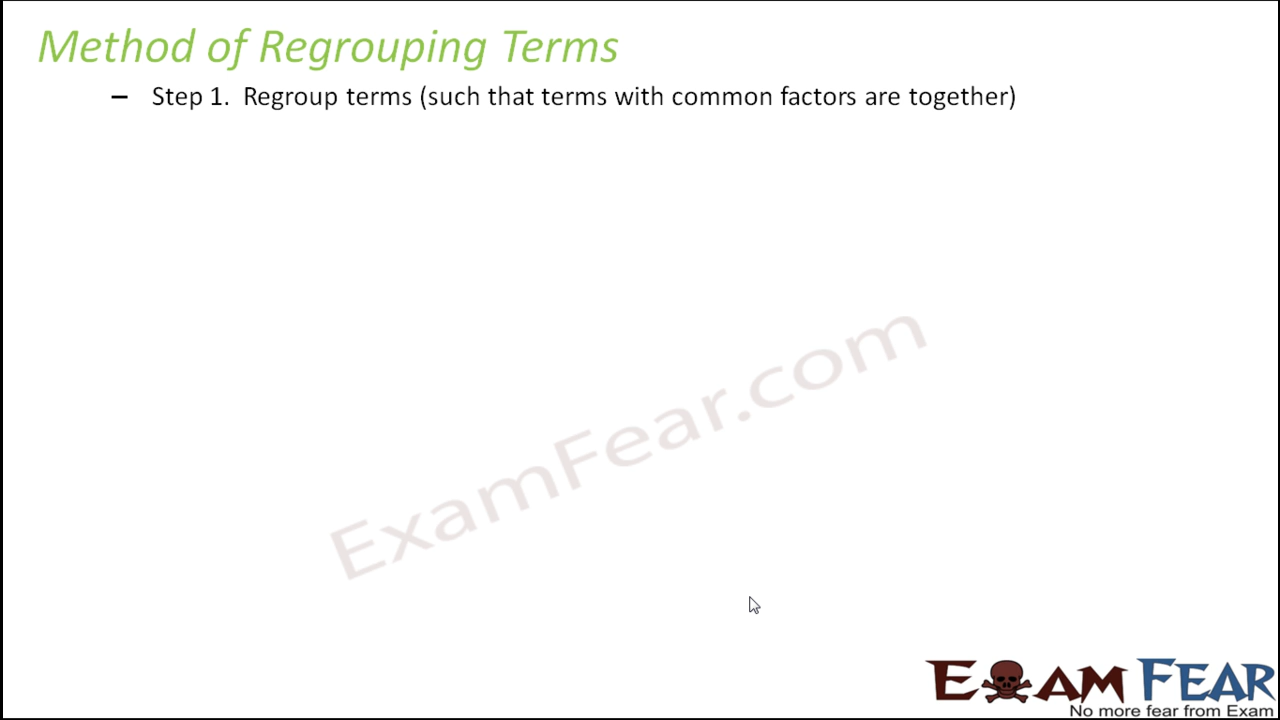 Method of Regrouping Terms
– Step 1. Regroup terms (such that terms with common factors are together)
ExamFear.com
EXAM FEAR
No more fear from Exam